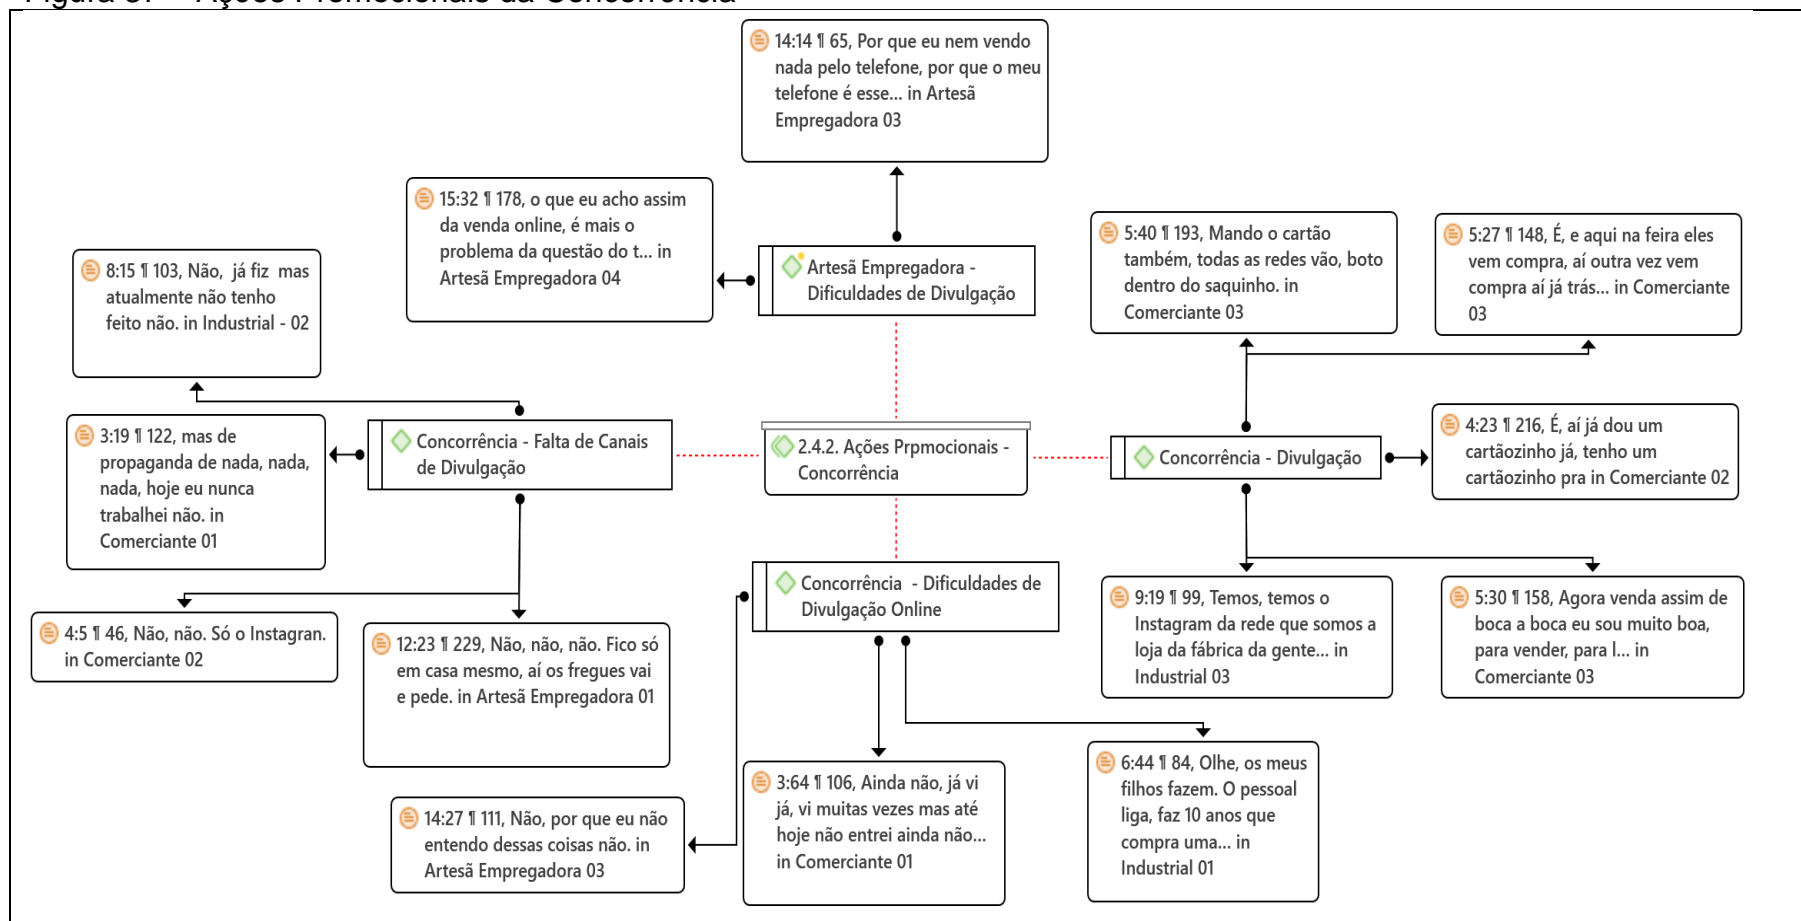 Figura 37 – Ações Promocionais da Concorrência
14:14 ¶ 65, Por que eu nem vendo
nada pelo telefone, por que o meu
telefone é esse... in Artesã
Empregadora 03
15:32 ¶ 178, o que eu acho assim
da venda online, é mais o
problema da questão do t... in
Artesã Empregadora 04
Artesã Empregadora -
Dificuldades de Divulgação
5:40 ¶ 193, Mando o cartão
também, todas as redes vão, boto
dentro do saquinho. in
Comerciante 03
5:27 ¶ 148, É, e aqui na feira eles
vem compra, aí outra vez vem
compra aí já trás... in Comerciante
03
8:15 ¶ 103, Não,  já fiz  mas
atualmente não tenho
feito não. in Industrial - 02
3:19 ¶ 122, mas de
propaganda de nada, nada,
nada, hoje eu nunca
trabalhei não. in
Comerciante 01
Concorrência - Falta de Canais
de Divulgação
2.4.2. Ações Prpmocionais -
Concorrência
Concorrência - Divulgação
4:23 ¶ 216, É, aí já dou um
cartãozinho já, tenho um
cartãozinho pra in Comerciante 02
4:5 ¶ 46, Não, não. Só o Instagran.
in Comerciante 02
12:23 ¶ 229, Não, não, não. Fico só
em casa mesmo, aí os fregues vai
e pede. in Artesã Empregadora 01
Concorrência  - Dificuldades de
Divulgação Online
9:19 ¶ 99, Temos, temos o
Instagram da rede que somos a
loja da fábrica da gente... in
Industrial 03
5:30 ¶ 158, Agora venda assim de
boca a boca eu sou muito boa,
para vender, para l... in
Comerciante 03
14:27 ¶ 111, Não, por que eu não
entendo dessas coisas não. in
Artesã Empregadora 03
3:64 ¶ 106, Ainda não, já vi
já, vi muitas vezes mas até
hoje não entrei ainda não...
in Comerciante 01
6:44 ¶ 84, Olhe, os meus
filhos fazem. O pessoal
liga, faz 10 anos que
compra uma... in
Industrial 01